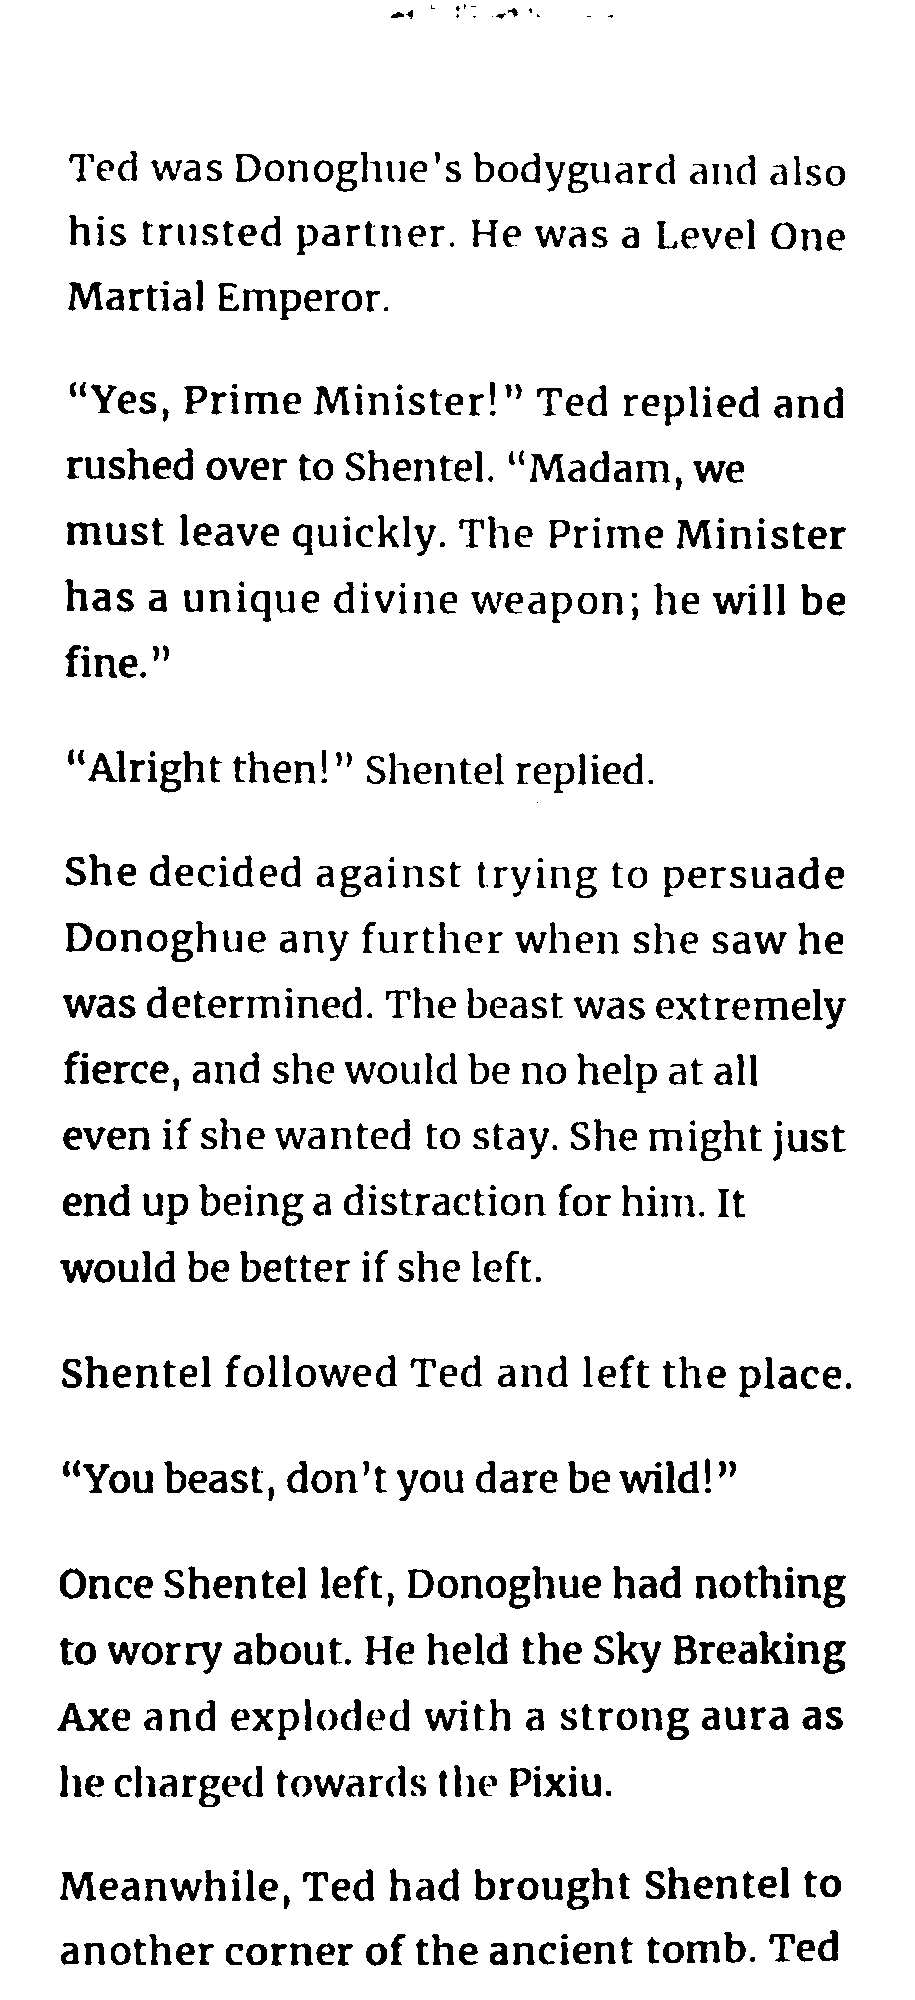 Ted was Donoghue's bodyguard and also
his trusted partner. He was a Level One
Martial Emperor.
“Yes, Prime Minister!” Ted replied and
rushed over to Shentel. “Madam, we
must leave quickly. The Prime Minister
has a unique divine weapon; he will be
fine.”
“Alright then!” Shentel replied.
She decided against trying to persuade
Donoghue any further when she saw he
was determined. The beast was extremely
fierce, and she would be no help at all
even if she wanted to stay. She might just
end up being a distraction for him. It
would be better if she left.
Shentel followed Ted and left the place.
“You beast, don’t you dare be wild!”
Once Shentel left, Donoghue had nothing
to worry about. He held the Sky Breaking
Axe and exploded with a strong aura as
he charged towards the Pixiu.
Meanwhile, Ted had brought Shentel to
another corner of the ancient tomb. Ted